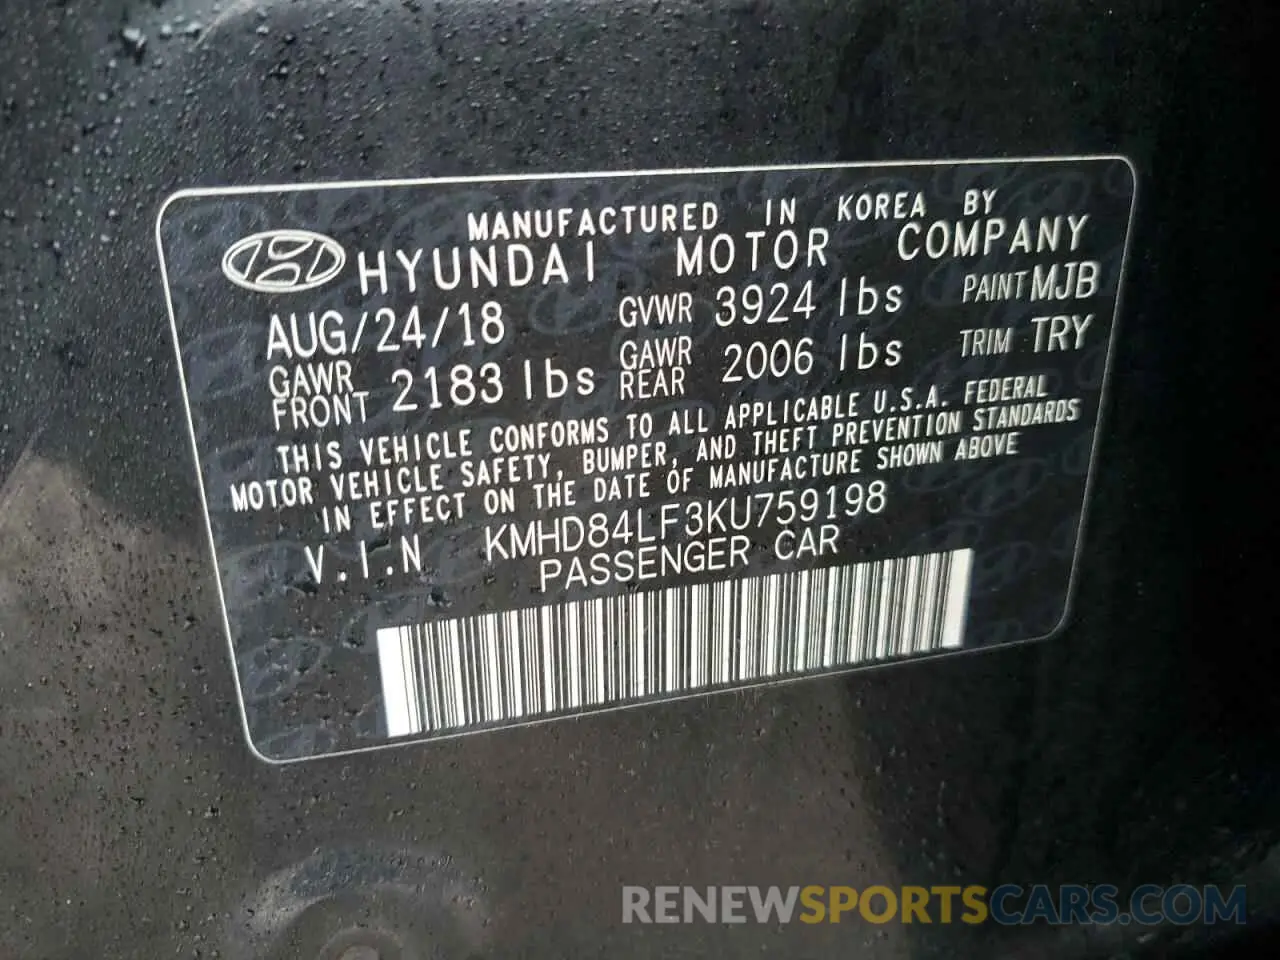 MANUFACTURED IN KOREA BY
HYUNDAI MOTOR COMPANY
AUG/24/18 GVWR 3924 lbs PAINT MJB
GAWR FRONT 2183 lbs GAWR REAR 2006 lbs TRIM TRY
THIS VEHICLE CONFORMS TO ALL APPLICABLE U.S.A. FEDERAL
MOTOR VEHICLE SAFETY, BUMPER, AND THEFT PREVENTION STANDARDS
IN EFFECT ON THE DATE OF MANUFACTURE SHOWN ABOVE
V.I.N KMHD84LF3KU759198
PASSENGER CAR
RENEWSPORTSCARS.COM